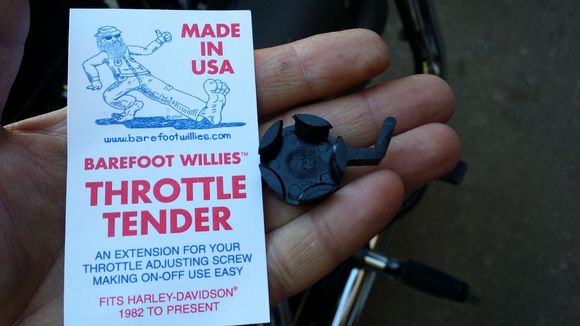 MADE
IN
USA
www.barefootwillies.com
BAREFOOT WILLIES™
THROTTLE
TENDER
AN EXTENSION FOR YOUR
THROTTLE ADJUSTING SCREW
MAKING ON-OFF USE EASY
FITS HARLEY-DAVIDSON®
1982 TO PRESENT